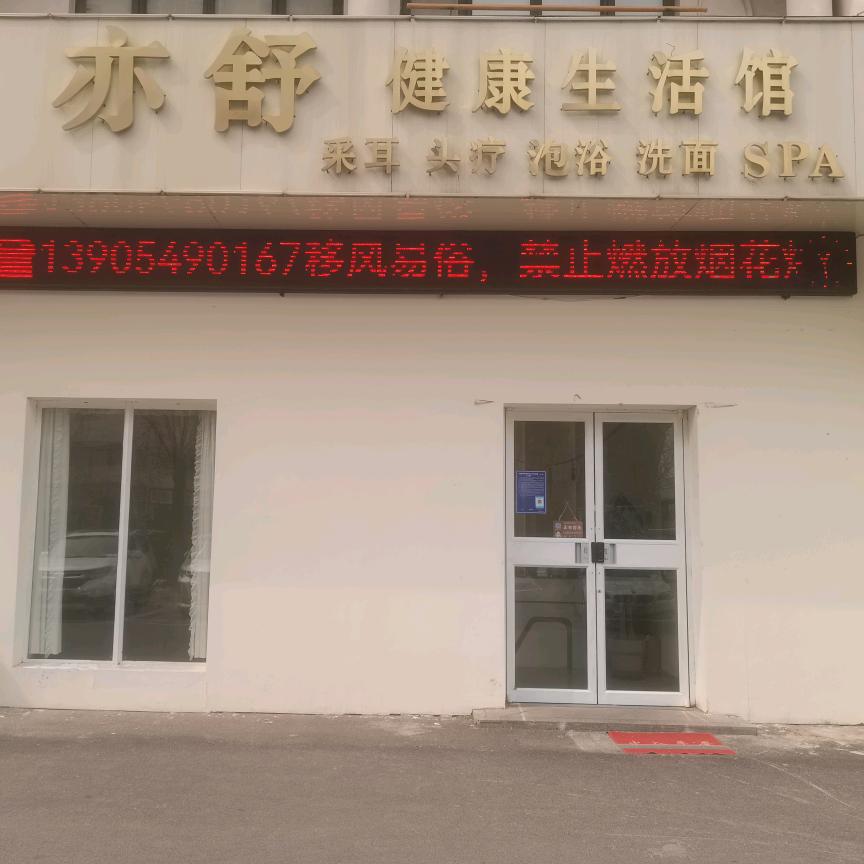 亦舒 健康生活馆
采耳 头疗 泡浴 洗面 SPA
13905490167移风易俗，禁止燃放烟花